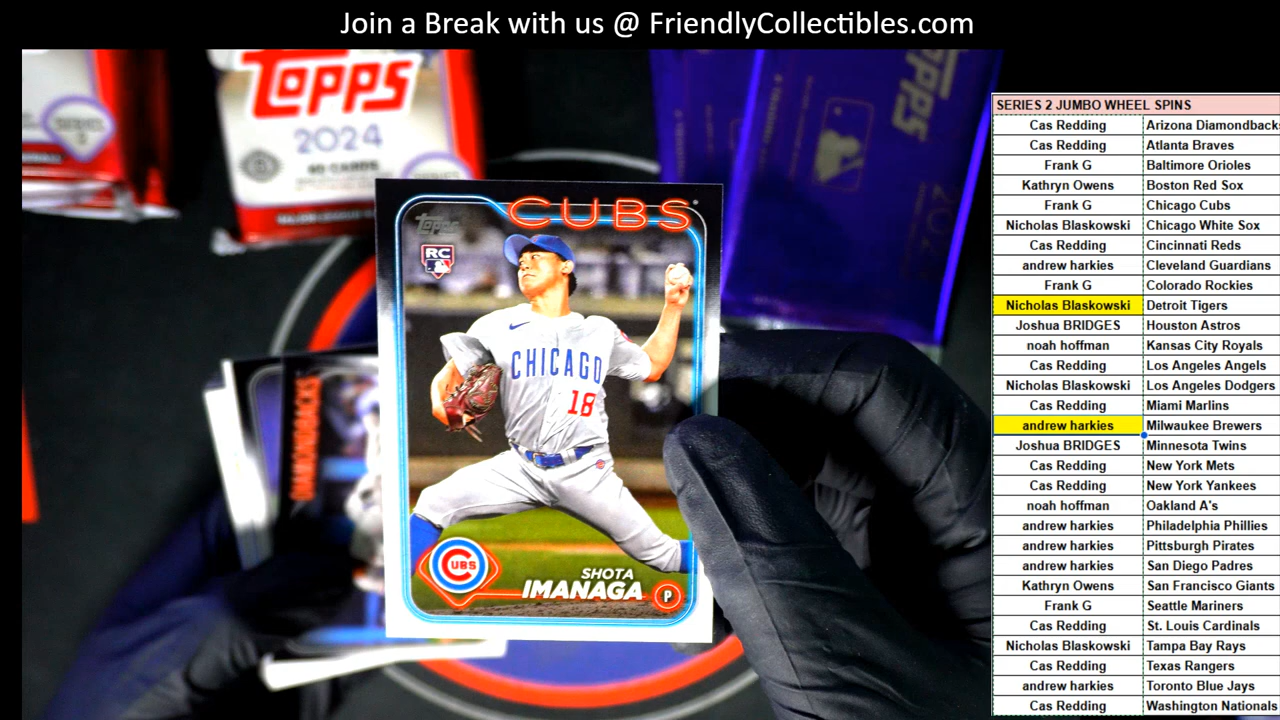 Join a Break with us @ FriendlyCollectibles.com
TOPPS
2024
SERIES
CUBS
Topps
RC
CHICAGO
18
CUBS
SHOTA
IMANAGA
P
DIAMONDBACKS
SERIES 2 JUMBO WHEEL SPINS
Cas Redding Arizona Diamondbacks
Cas Redding Atlanta Braves
Frank G Baltimore Orioles
Kathryn Owens Boston Red Sox
Frank G Chicago Cubs
Nicholas Blaskowski Chicago White Sox
Cas Redding Cincinnati Reds
andrew harkies Cleveland Guardians
Frank G Colorado Rockies
Nicholas Blaskowski Detroit Tigers
Joshua BRIDGES Houston Astros
noah hoffman Kansas City Royals
Cas Redding Los Angeles Angels
Nicholas Blaskowski Los Angeles Dodgers
Cas Redding Miami Marlins
andrew harkies Milwaukee Brewers
Joshua BRIDGES Minnesota Twins
Cas Redding New York Mets
Cas Redding New York Yankees
noah hoffman Oakland A's
andrew harkies Philadelphia Phillies
andrew harkies Pittsburgh Pirates
andrew harkies San Diego Padres
Kathryn Owens San Francisco Giants
Frank G Seattle Mariners
Cas Redding St. Louis Cardinals
Nicholas Blaskowski Tampa Bay Rays
Cas Redding Texas Rangers
andrew harkies Toronto Blue Jays
Cas Redding Washington Nationals